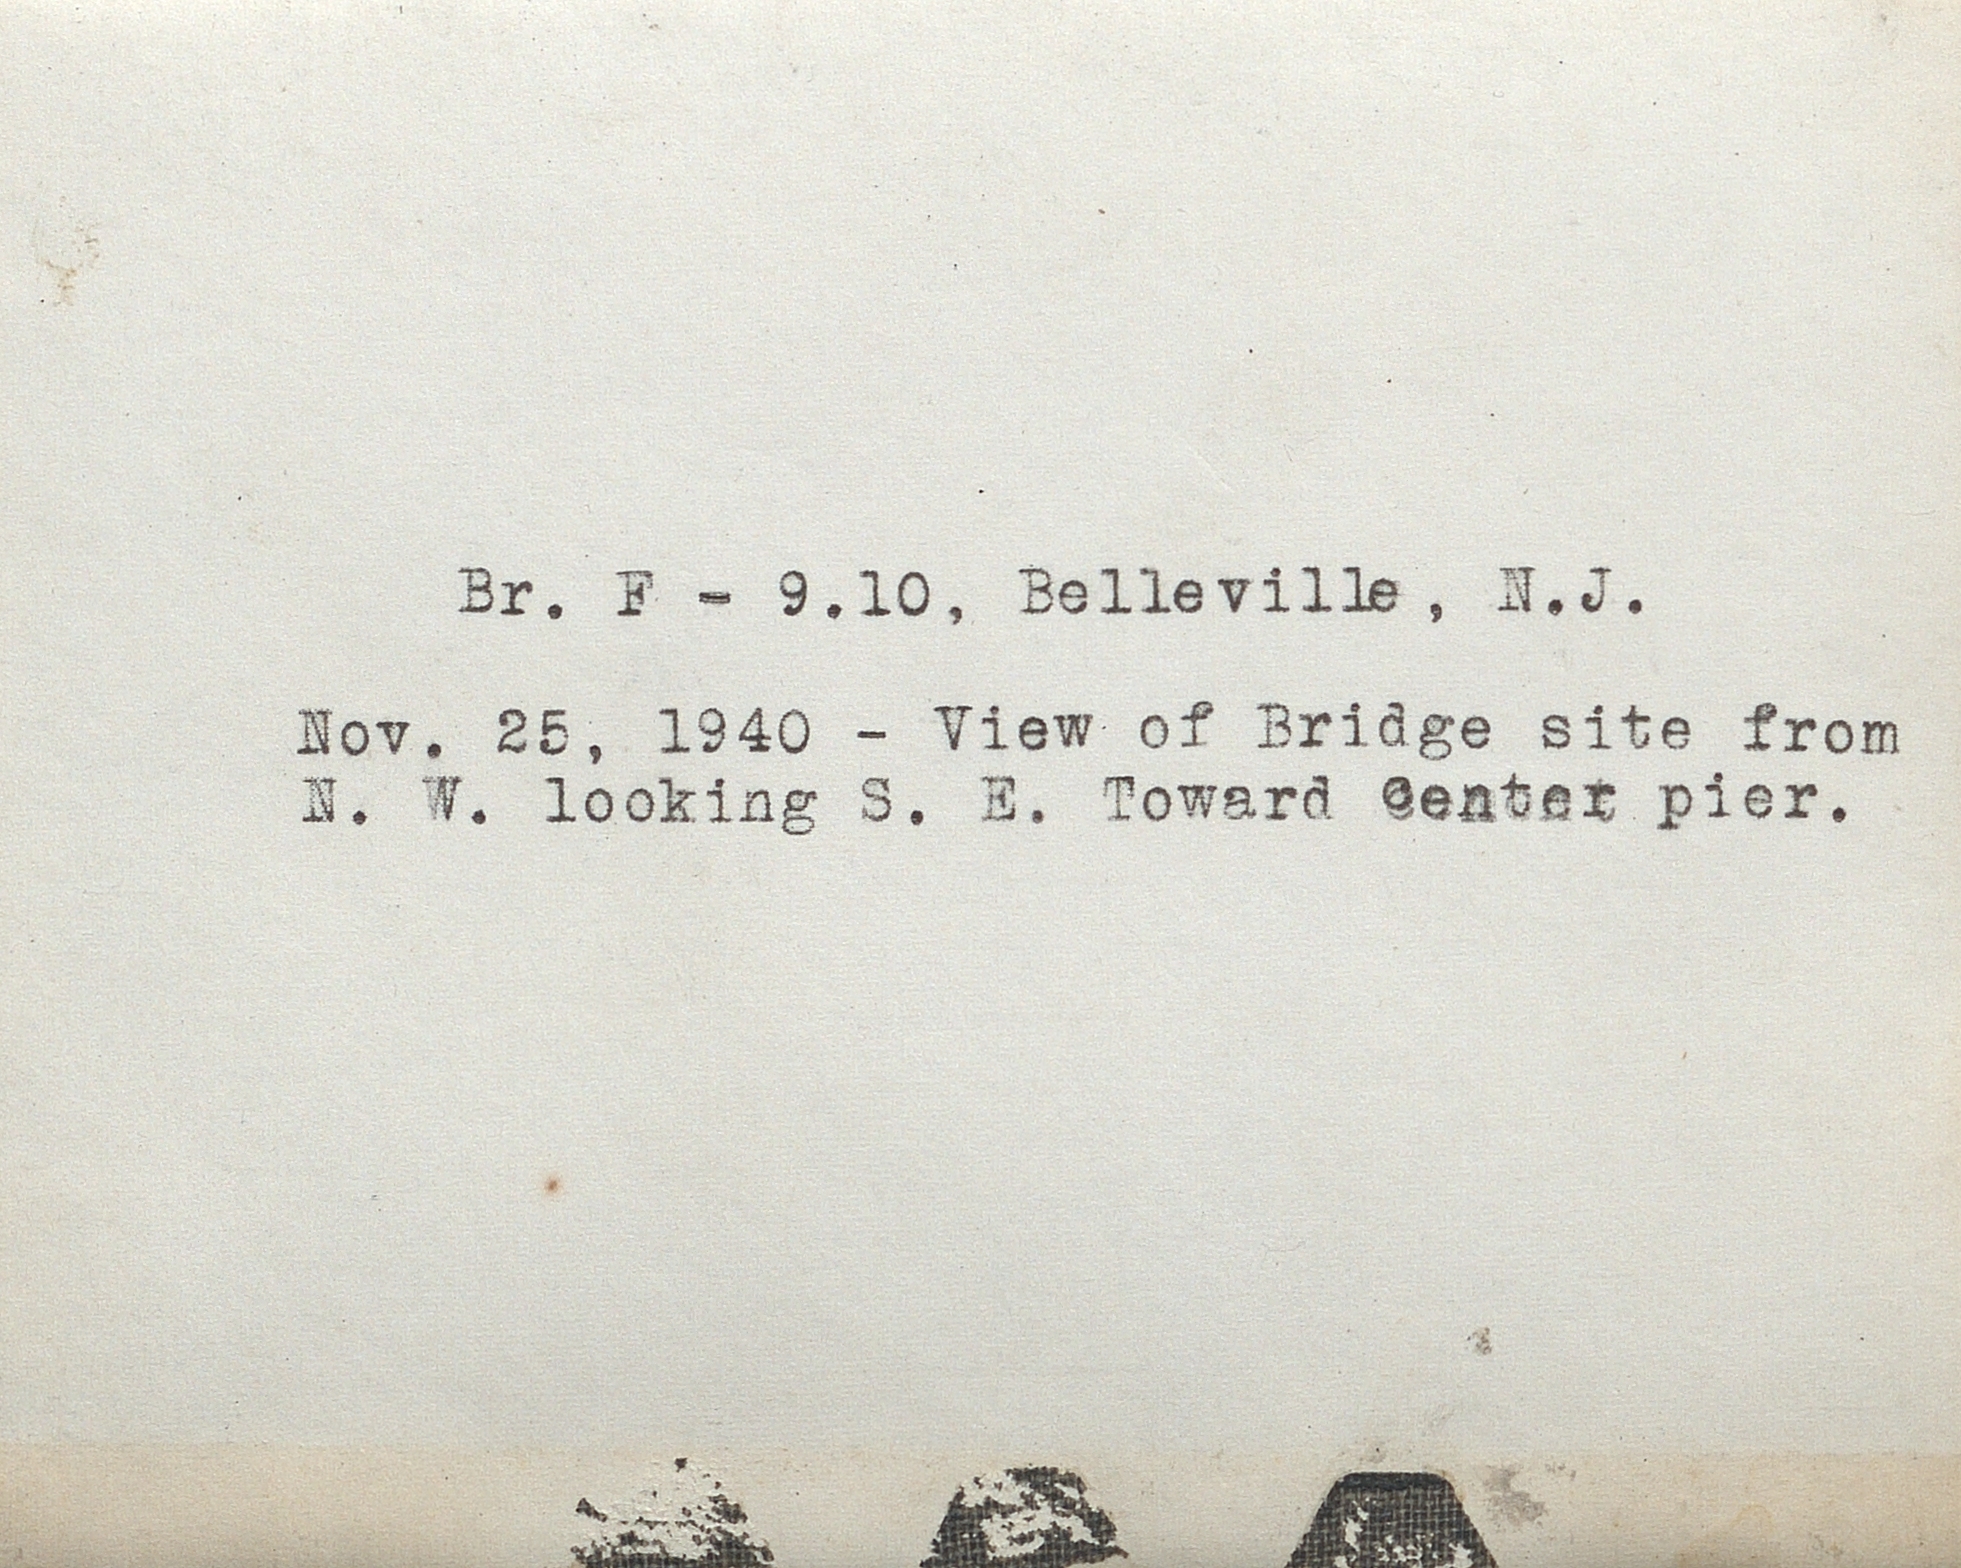 Br. F - 9.10, Belleville, N.J.
Nov. 25, 1940 - View of Bridge site from
N. W. looking S. E. Toward Center pier.